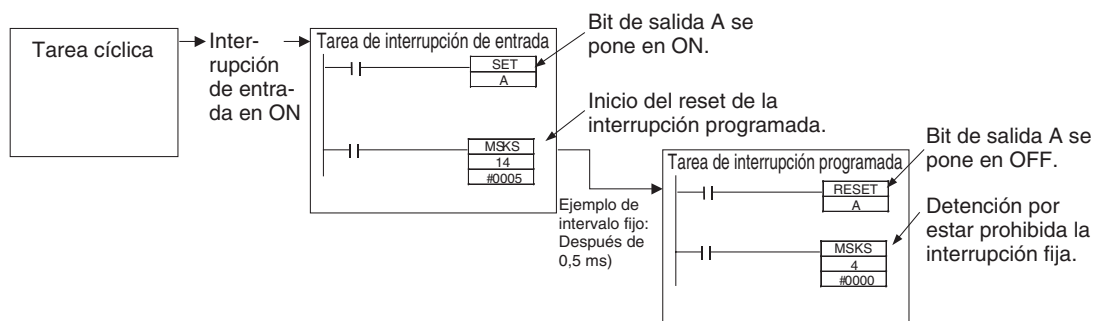 Tarea cíclica
Inter-
rupción
de entra-
da en ON
Tarea de interrupción de entrada
SET
A
MSKS
14
#0005
Bit de salida A se
pone en ON.
Inicio del reset de la
interrupción programada.
Ejemplo de
intervalo fijo:
Después de
0,5 ms)
Tarea de interrupción programada
RESET
A
MSKS
4
#0000
Bit de salida A se
pone en OFF.
Detención por
estar prohibida la
interrupción fija.